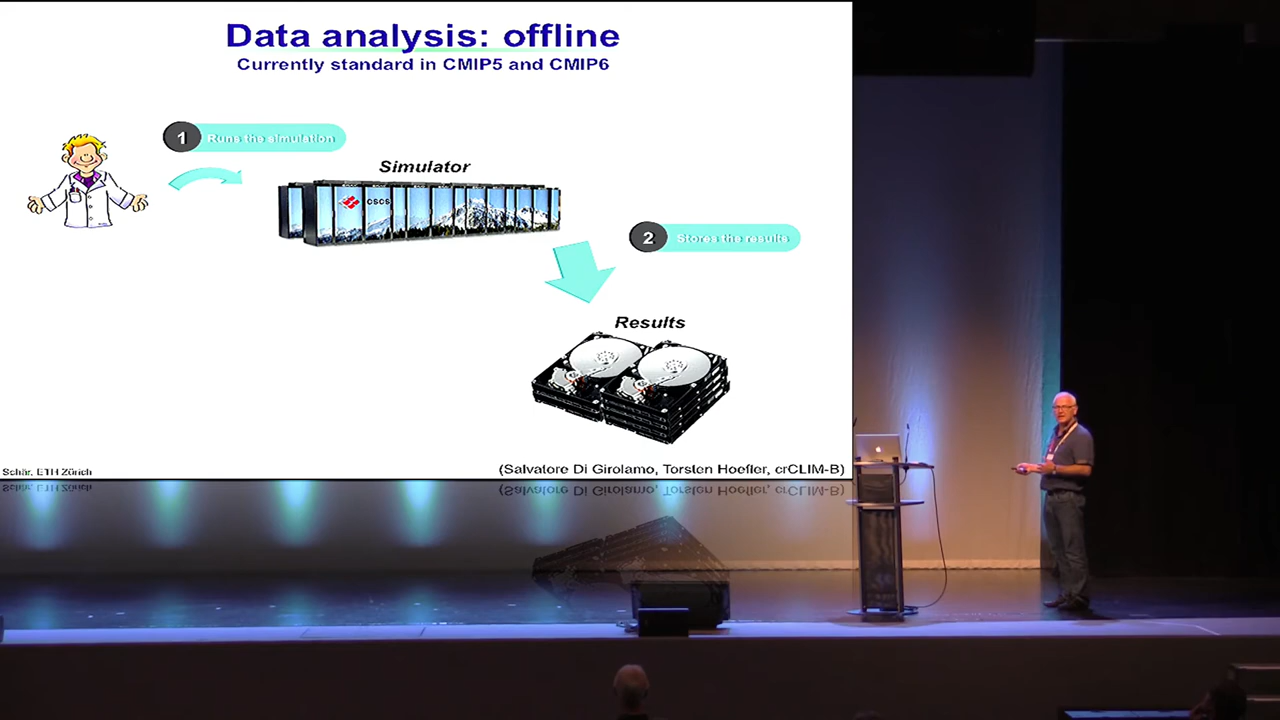 Data analysis: offline
Currently standard in CMIP5 and CMIP6
1 Runs the simulation
Simulator
CSCS
2 Stores the results
Results
Schär, ETH Zürich
(Salvatore Di Girolamo, Torsten Hoefler, crCLIM-B)